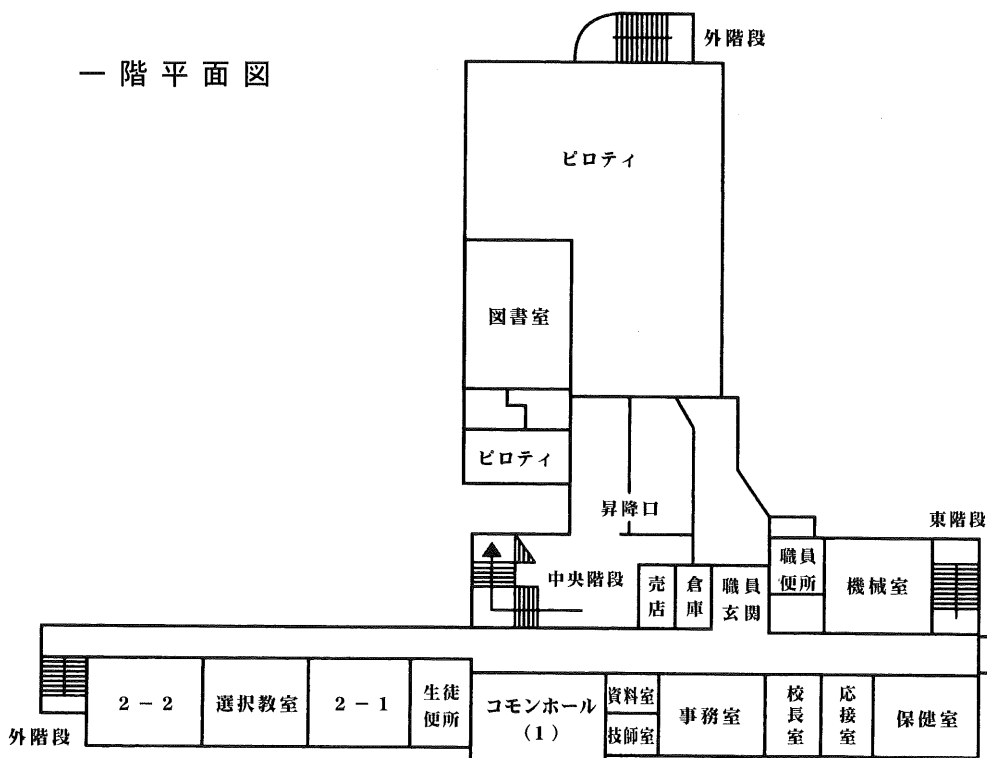 外階段
一階平面図
ピロティ
図書室
ピロティ
昇降口
東階段
中央階段
売店
倉庫
職員玄関
職員便所
機械室
2－2
選択教室
2－1
生徒便所
コモンホール
(1)
資料室
技師室
事務室
校長室
応接室
保健室
外階段